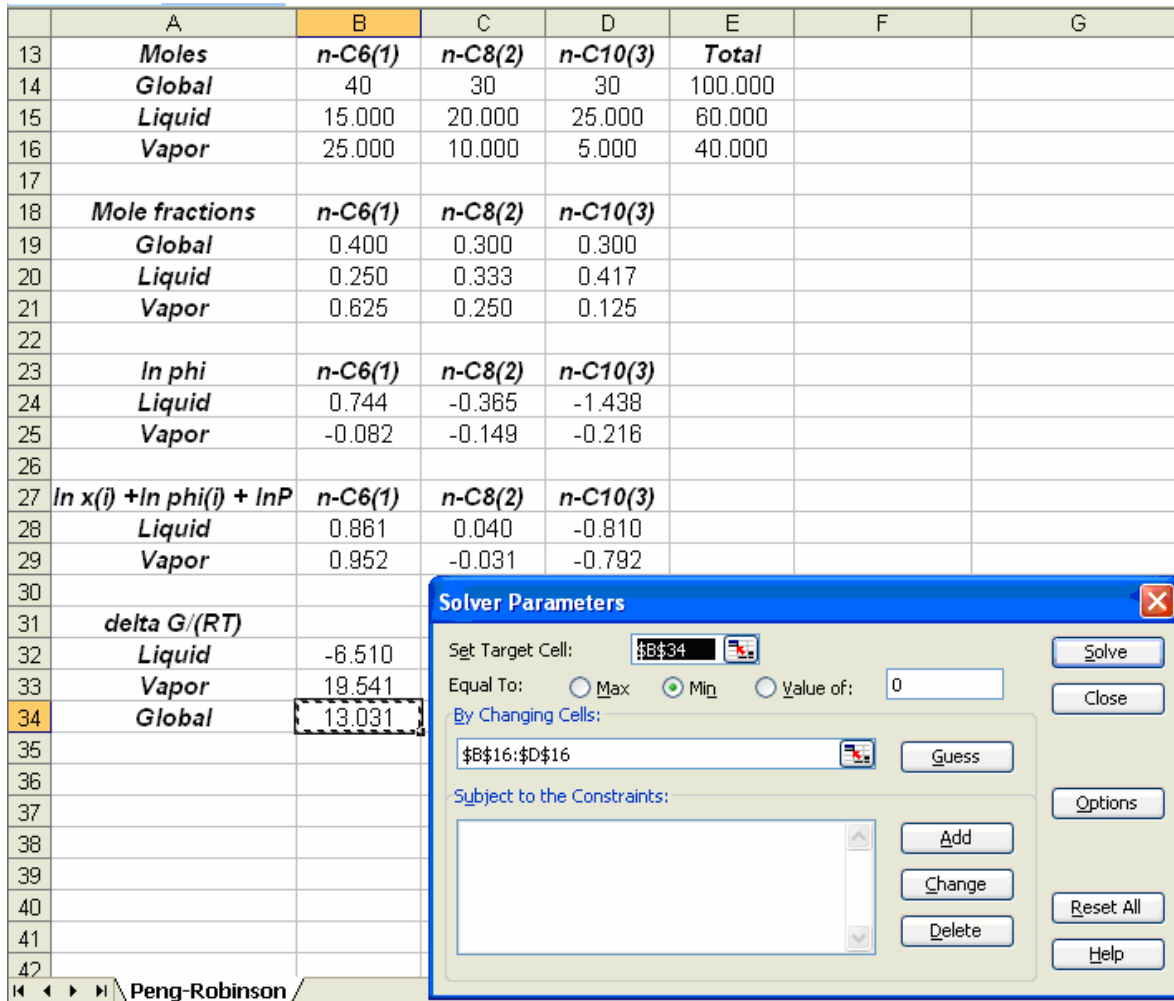 A B C D E F G
13 Moles n-C6(1) n-C8(2) n-C10(3) Total
14 Global 40 30 30 100.000
15 Liquid 15.000 20.000 25.000 60.000
16 Vapor 25.000 10.000 5.000 40.000
17
18 Mole fractions n-C6(1) n-C8(2) n-C10(3)
19 Global 0.400 0.300 0.300
20 Liquid 0.250 0.333 0.417
21 Vapor 0.625 0.250 0.125
22
23 ln phi n-C6(1) n-C8(2) n-C10(3)
24 Liquid 0.744 -0.365 -1.438
25 Vapor -0.082 -0.149 -0.216
26
27 ln x(i) +ln phi(i) + lnP n-C6(1) n-C8(2) n-C10(3)
28 Liquid 0.861 0.040 -0.810
29 Vapor 0.952 -0.031 -0.792
30
31 delta G/(RT)
32 Liquid -6.510
33 Vapor 19.541
34 Global 13.031
35
36
37
38
39
40
41
42
Peng-Robinson
Solver Parameters
Set Target Cell: $B$34 Solve
Equal To: Max Min Value of: 0 Close
By Changing Cells:
$B$16:$D$16 Guess
Subject to the Constraints: Options
Add
Change
Delete Reset All
Help